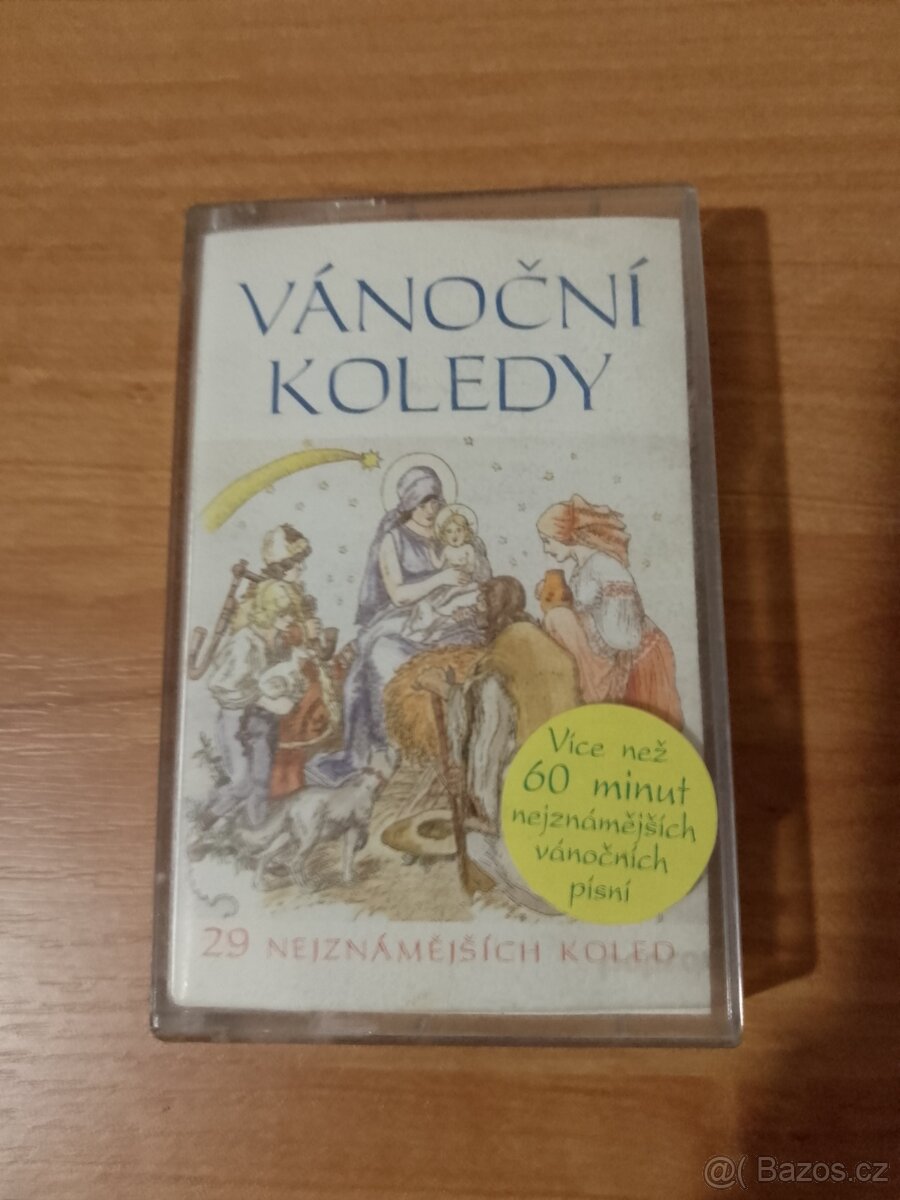 VÁNOČNÍ
KOLEDY
Více než
60 minut
nejznámějších
vánočních
písní
29 NEJZNÁMĚJŠÍCH KOLED
@( Bazos.cz